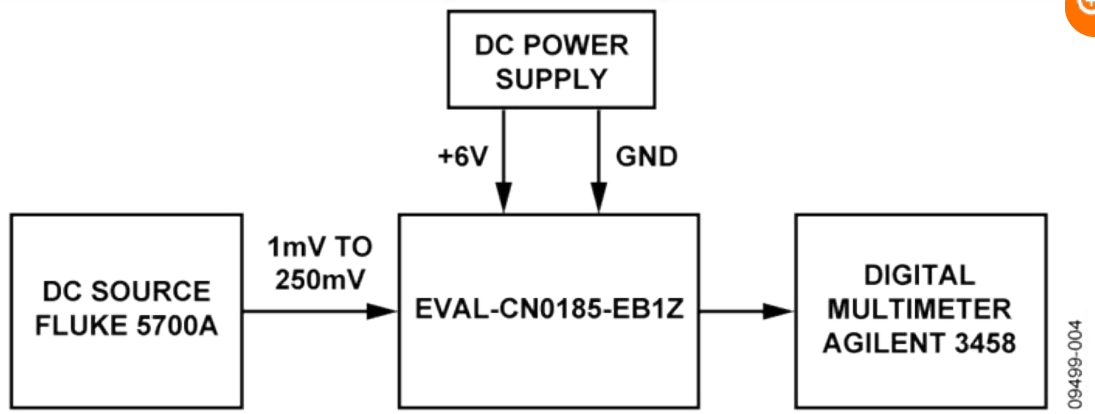 DC POWER
SUPPLY
+6V
GND
1mV TO
250mV
DC SOURCE
FLUKE 5700A
EVAL-CN0185-EB1Z
DIGITAL
MULTIMETER
AGILENT 3458
09499-004